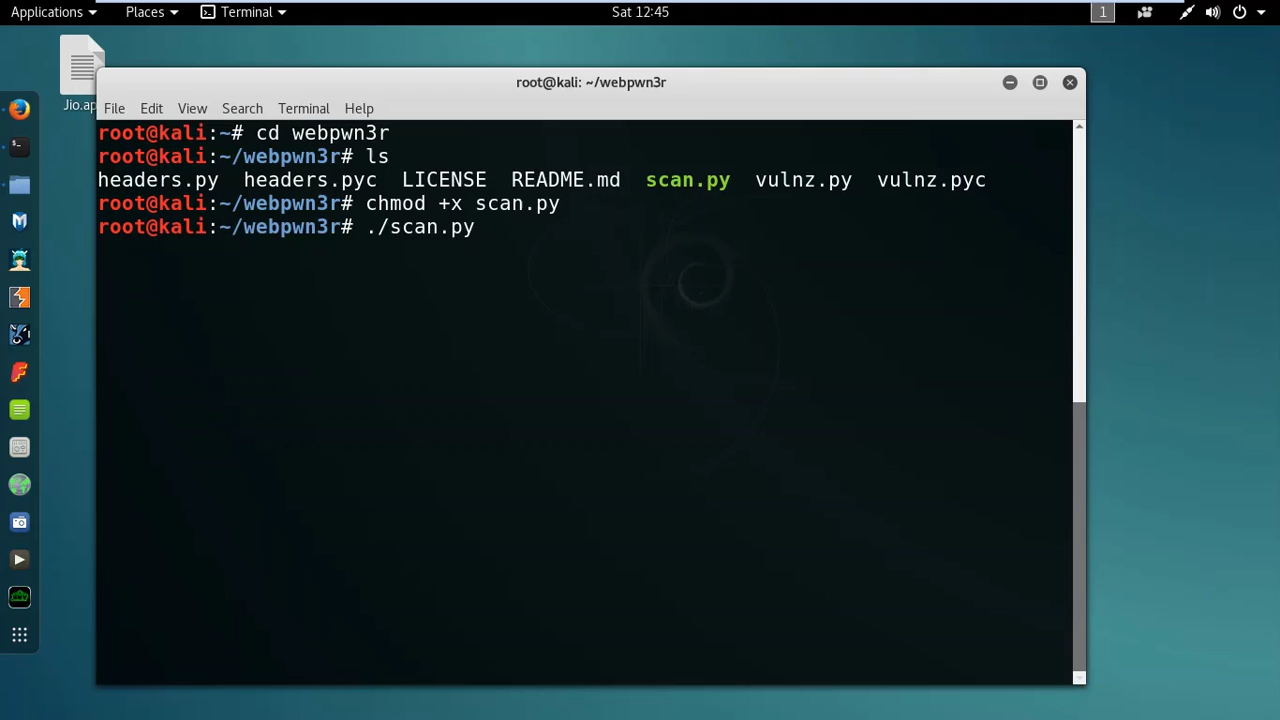 Applications Places Terminal Sat 12:45 1
Jio.ap
root@kali: ~/webpwn3r
File Edit View Search Terminal Help
root@kali:~# cd webpwn3r
root@kali:~/webpwn3r# ls
headers.py headers.pyc LICENSE README.md scan.py vulnz.py vulnz.pyc
root@kali:~/webpwn3r# chmod +x scan.py
root@kali:~/webpwn3r# ./scan.py